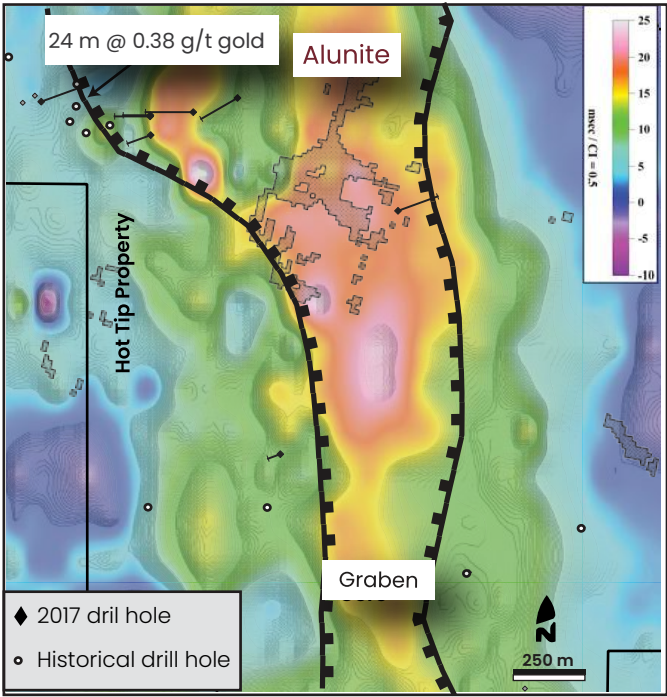 24 m @ 0.38 g/t gold
Alunite
25
20
15
10
5
0
-5
-10
msec / CI = 0.5
Hot Tip Property
Graben
2017 dril hole
Historical drill hole
N
250 m